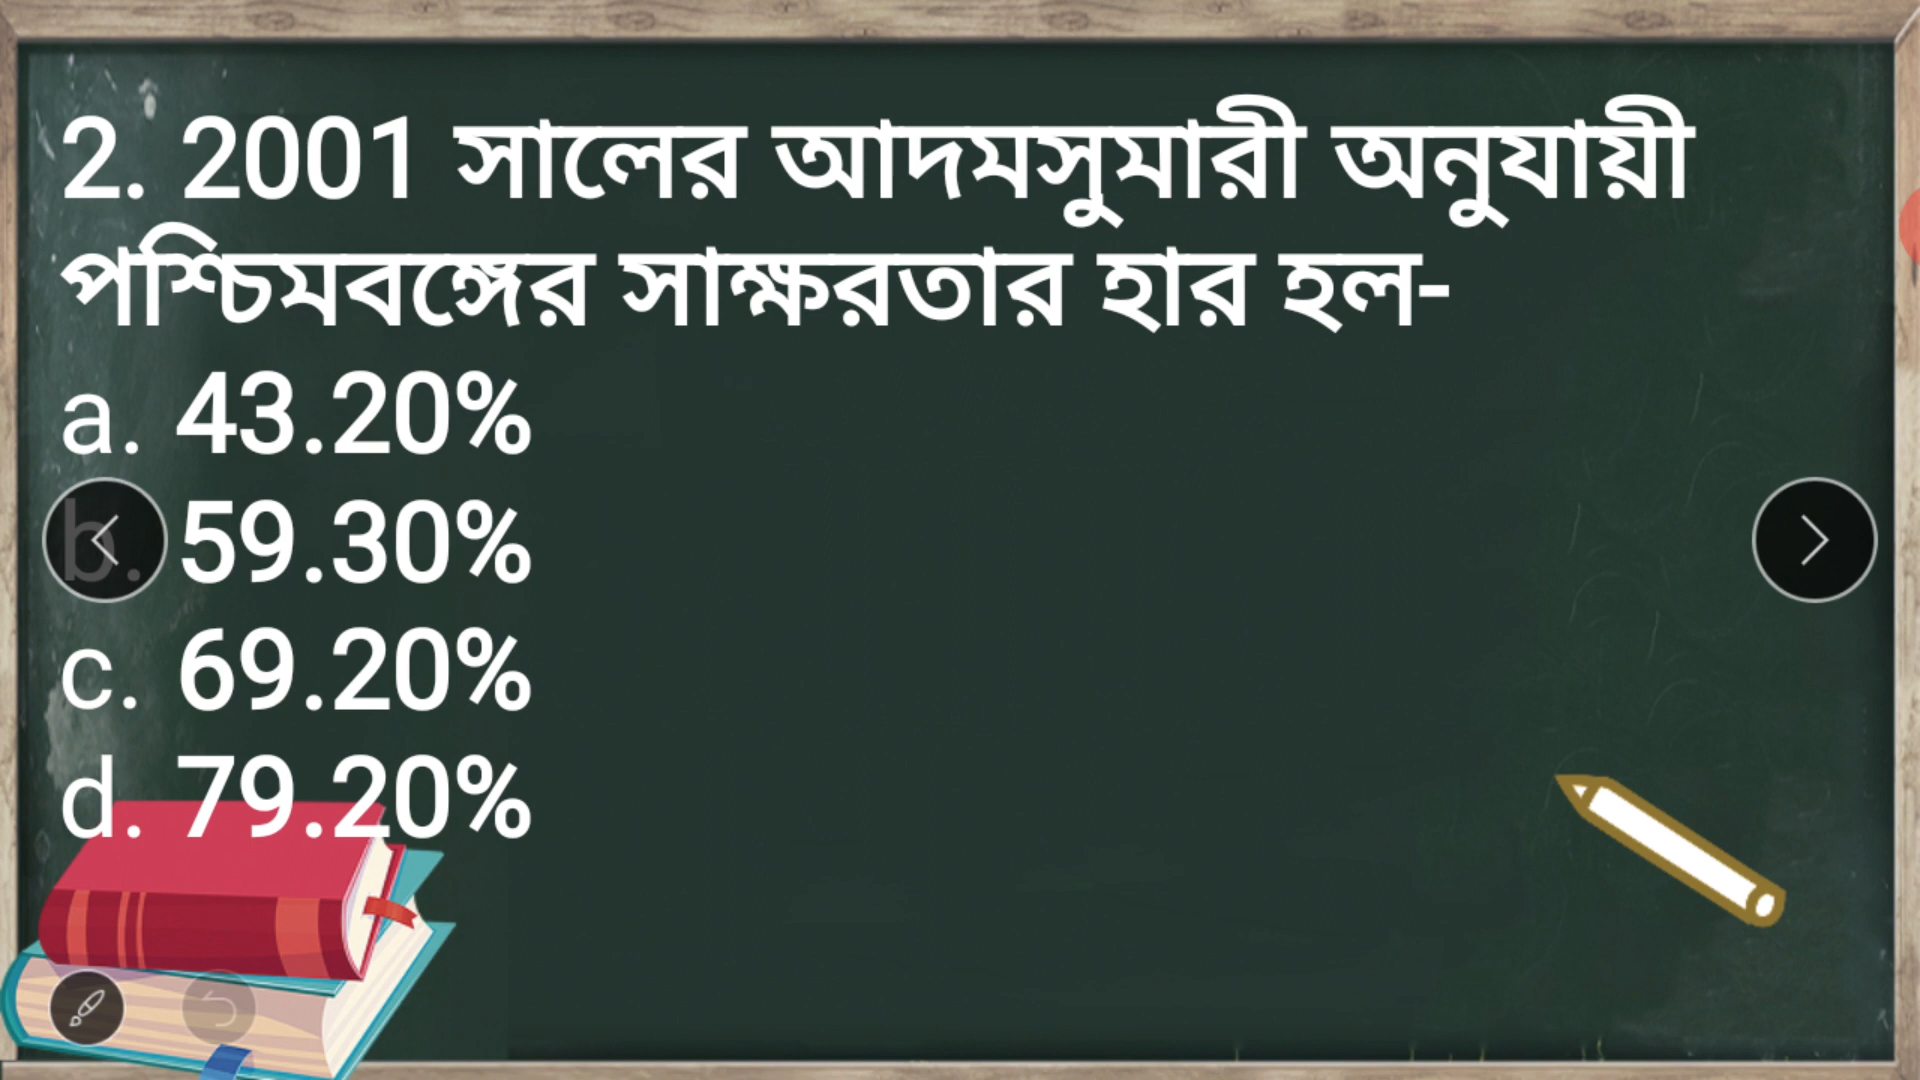 2. 2001 সালের আদমসুমারী অনুযায়ী
পশ্চিমবঙ্গের সাক্ষরতার হার হল-
a. 43.20%
b. 59.30%
c. 69.20%
d. 79.20%